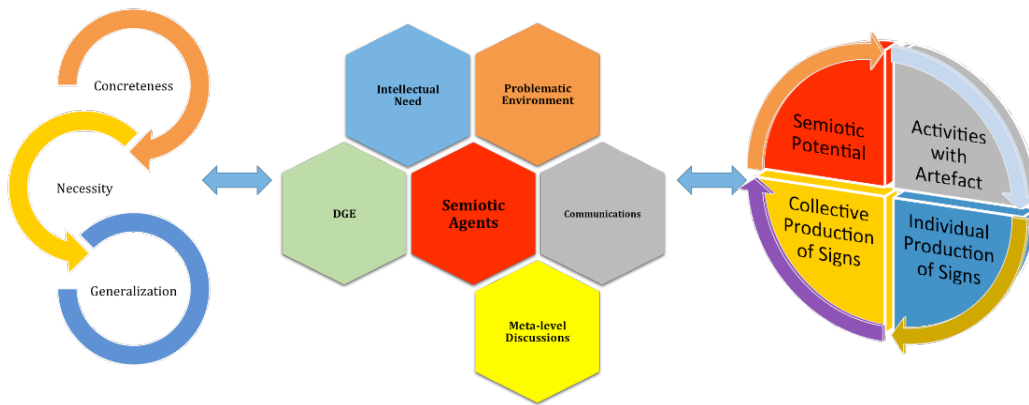 Concreteness
Necessity
Generalization
Intellectual
Need
Problematic
Environment
DGE
Semiotic
Agents
Communications
Meta-level
Discussions
Semiotic
Potential
Activities
with
Artefact
Collective
Production
of Signs
Individual
Production
of Signs